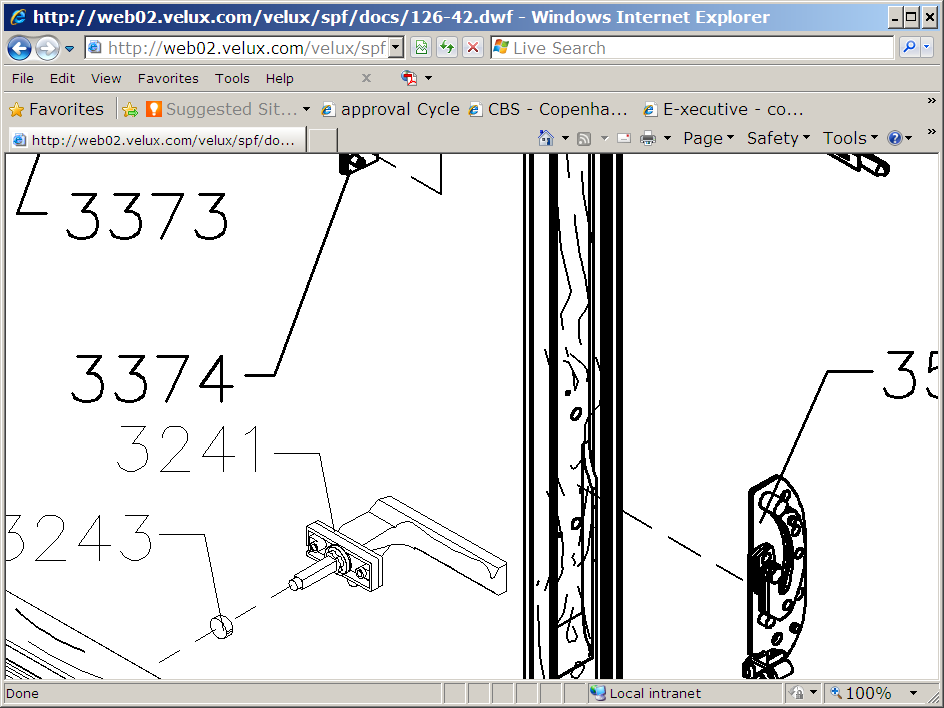 http://web02.velux.com/velux/spf/docs/126-42.dwf - Windows Internet Explorer
http://web02.velux.com/velux/spf Live Search
File Edit View Favorites Tools Help x
Favorites Suggested Sit... approval Cycle CBS - Copenha... E-xecutive - co... »
http://web02.velux.com/velux/spf/do... Page Safety Tools »
3373
3374
35
3241
3243
Done Local intranet 100%